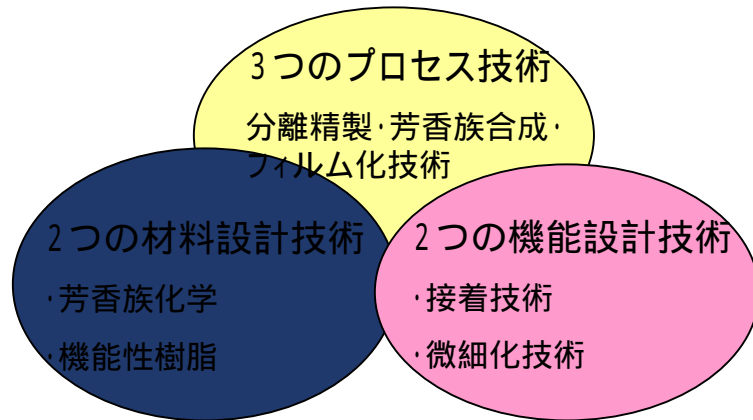 3つのプロセス技術
分離精製・芳香族合成・
フィルム化技術
2つの材料設計技術
・芳香族化学
・機能性樹脂
2つの機能設計技術
・接着技術
・微細化技術